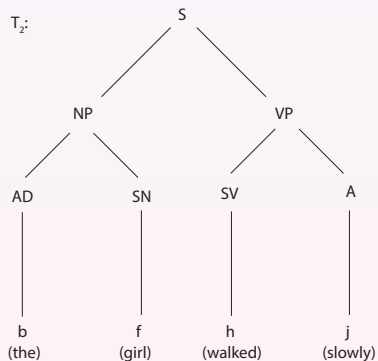 T₂:
S
NP VP
AD SN SV A
b f h j
(the) (girl) (walked) (slowly)